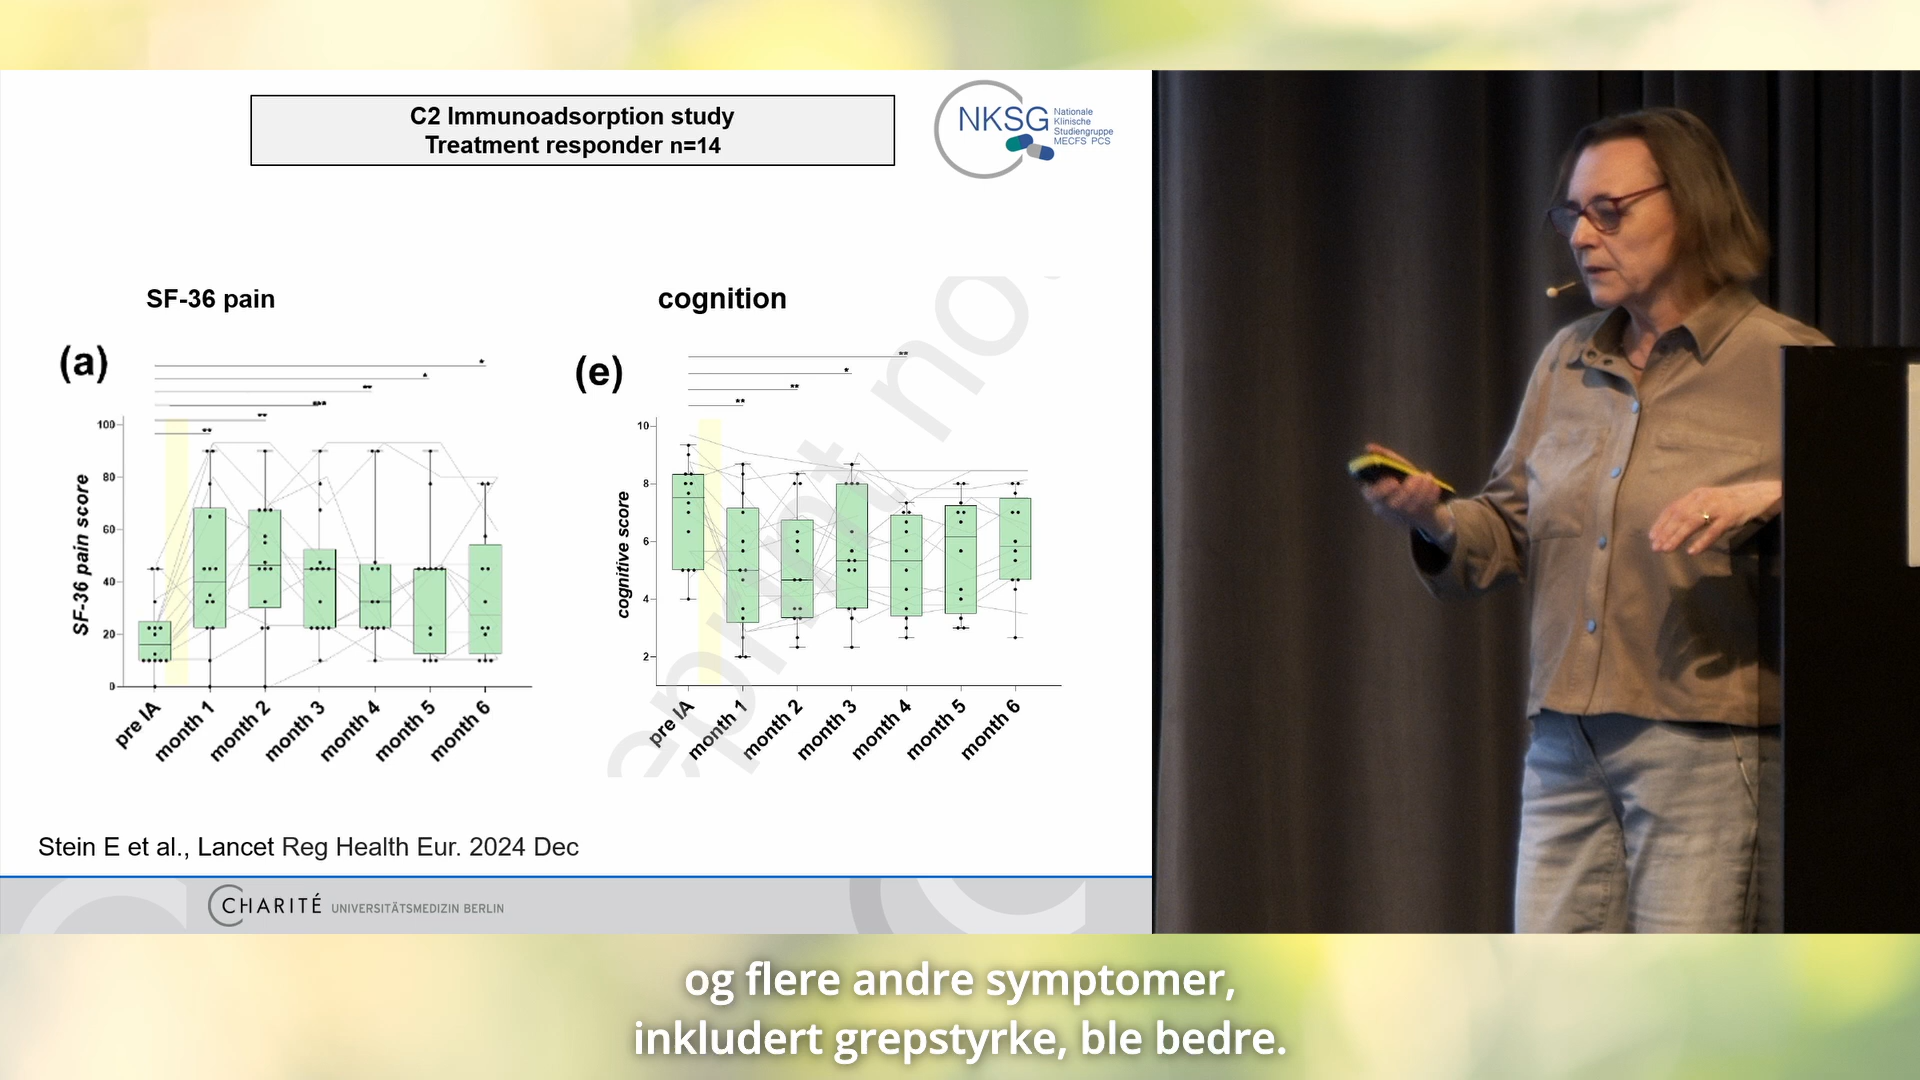 C2 Immunoadsorption study
Treatment responder n=14
NKSG
Nationale
Klinische
Studiengruppe
MECFS PCS
SF-36 pain
cognition
(a)
(e)
*
*
**
***
**
**
**
*
**
**
SF-36 pain score
100
80
60
40
20
0
pre IA
month 1
month 2
month 3
month 4
month 5
month 6
cognitive score
10
8
6
4
2
pre IA
month 1
month 2
month 3
month 4
month 5
month 6
Stein E et al., Lancet Reg Health Eur. 2024 Dec
CHARITÉ UNIVERSITÄTSMEDIZIN BERLIN
og flere andre symptomer,
inkludert grepstyrke, ble bedre.